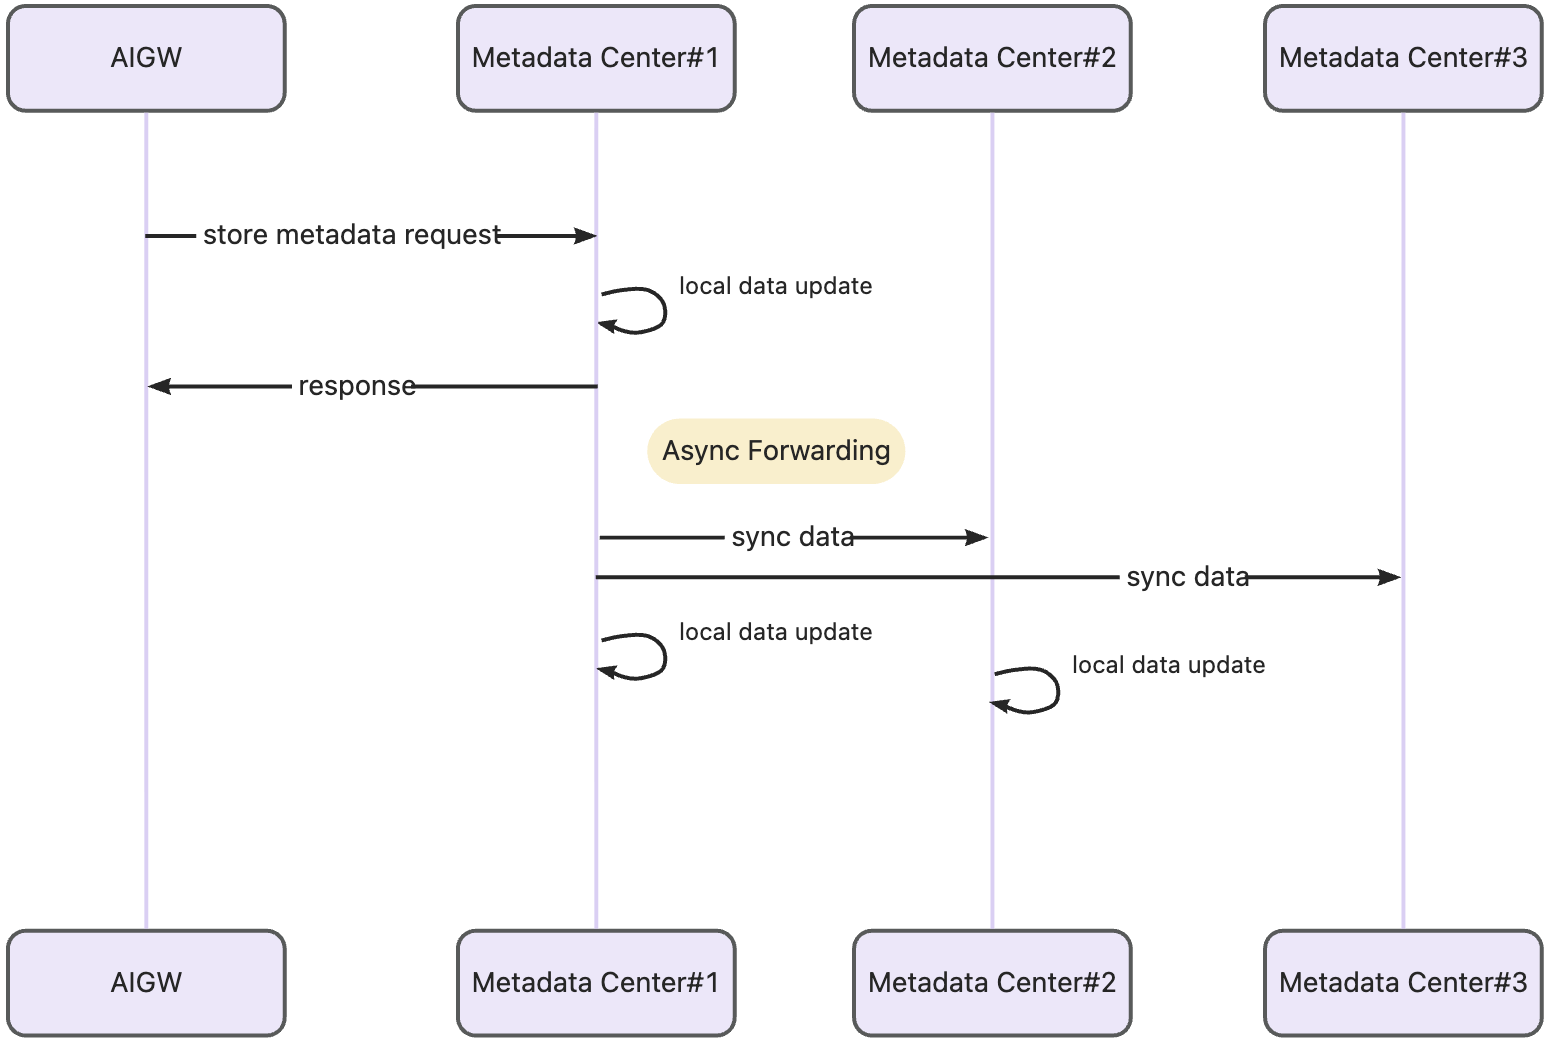 AIGW
Metadata Center#1
Metadata Center#2
Metadata Center#3
store metadata request
local data update
response
Async Forwarding
sync data
sync data
local data update
local data update
AIGW
Metadata Center#1
Metadata Center#2
Metadata Center#3